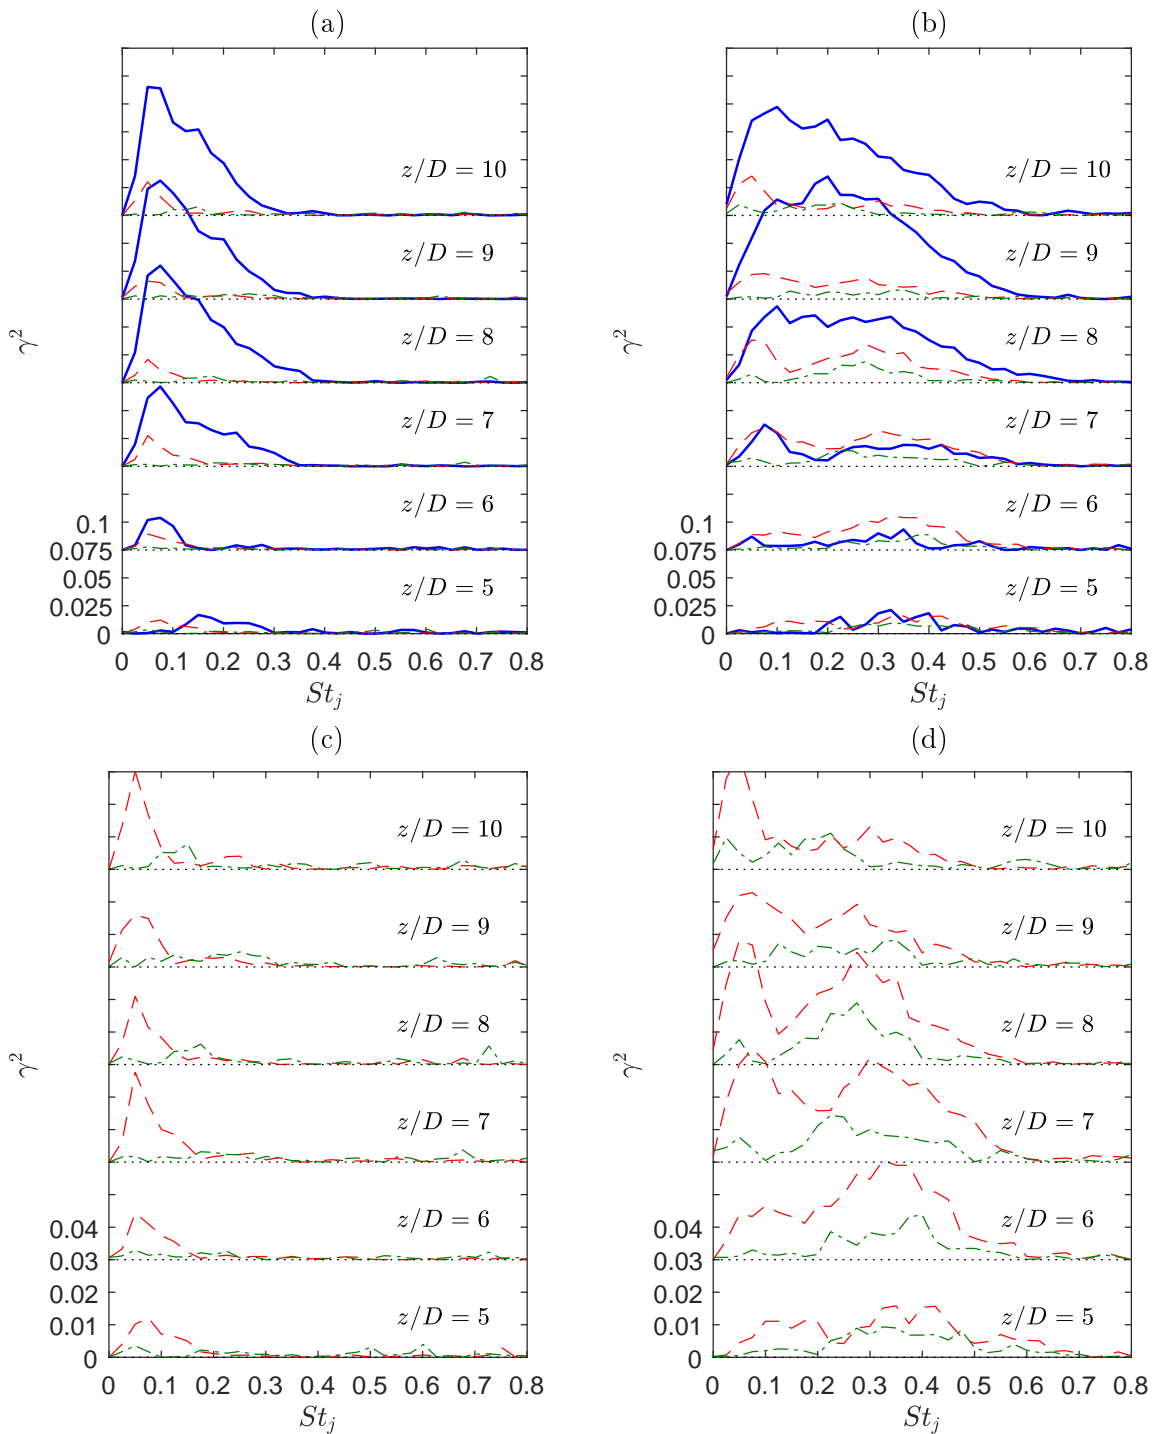 (a)
z/D = 10
z/D = 9
z/D = 8
z/D = 7
z/D = 6
z/D = 5
γ²
0.1
0.075
0.05
0.025
0
0 0.1 0.2 0.3 0.4 0.5 0.6 0.7 0.8
St_j
(b)
z/D = 10
z/D = 9
z/D = 8
z/D = 7
z/D = 6
z/D = 5
γ²
0.1
0.075
0.05
0.025
0
0 0.1 0.2 0.3 0.4 0.5 0.6 0.7 0.8
St_j
(c)
z/D = 10
z/D = 9
z/D = 8
z/D = 7
z/D = 6
z/D = 5
γ²
0.04
0.03
0.02
0.01
0
0 0.1 0.2 0.3 0.4 0.5 0.6 0.7 0.8
St_j
(d)
z/D = 10
z/D = 9
z/D = 8
z/D = 7
z/D = 6
z/D = 5
γ²
0.04
0.03
0.02
0.01
0
0 0.1 0.2 0.3 0.4 0.5 0.6 0.7 0.8
St_j